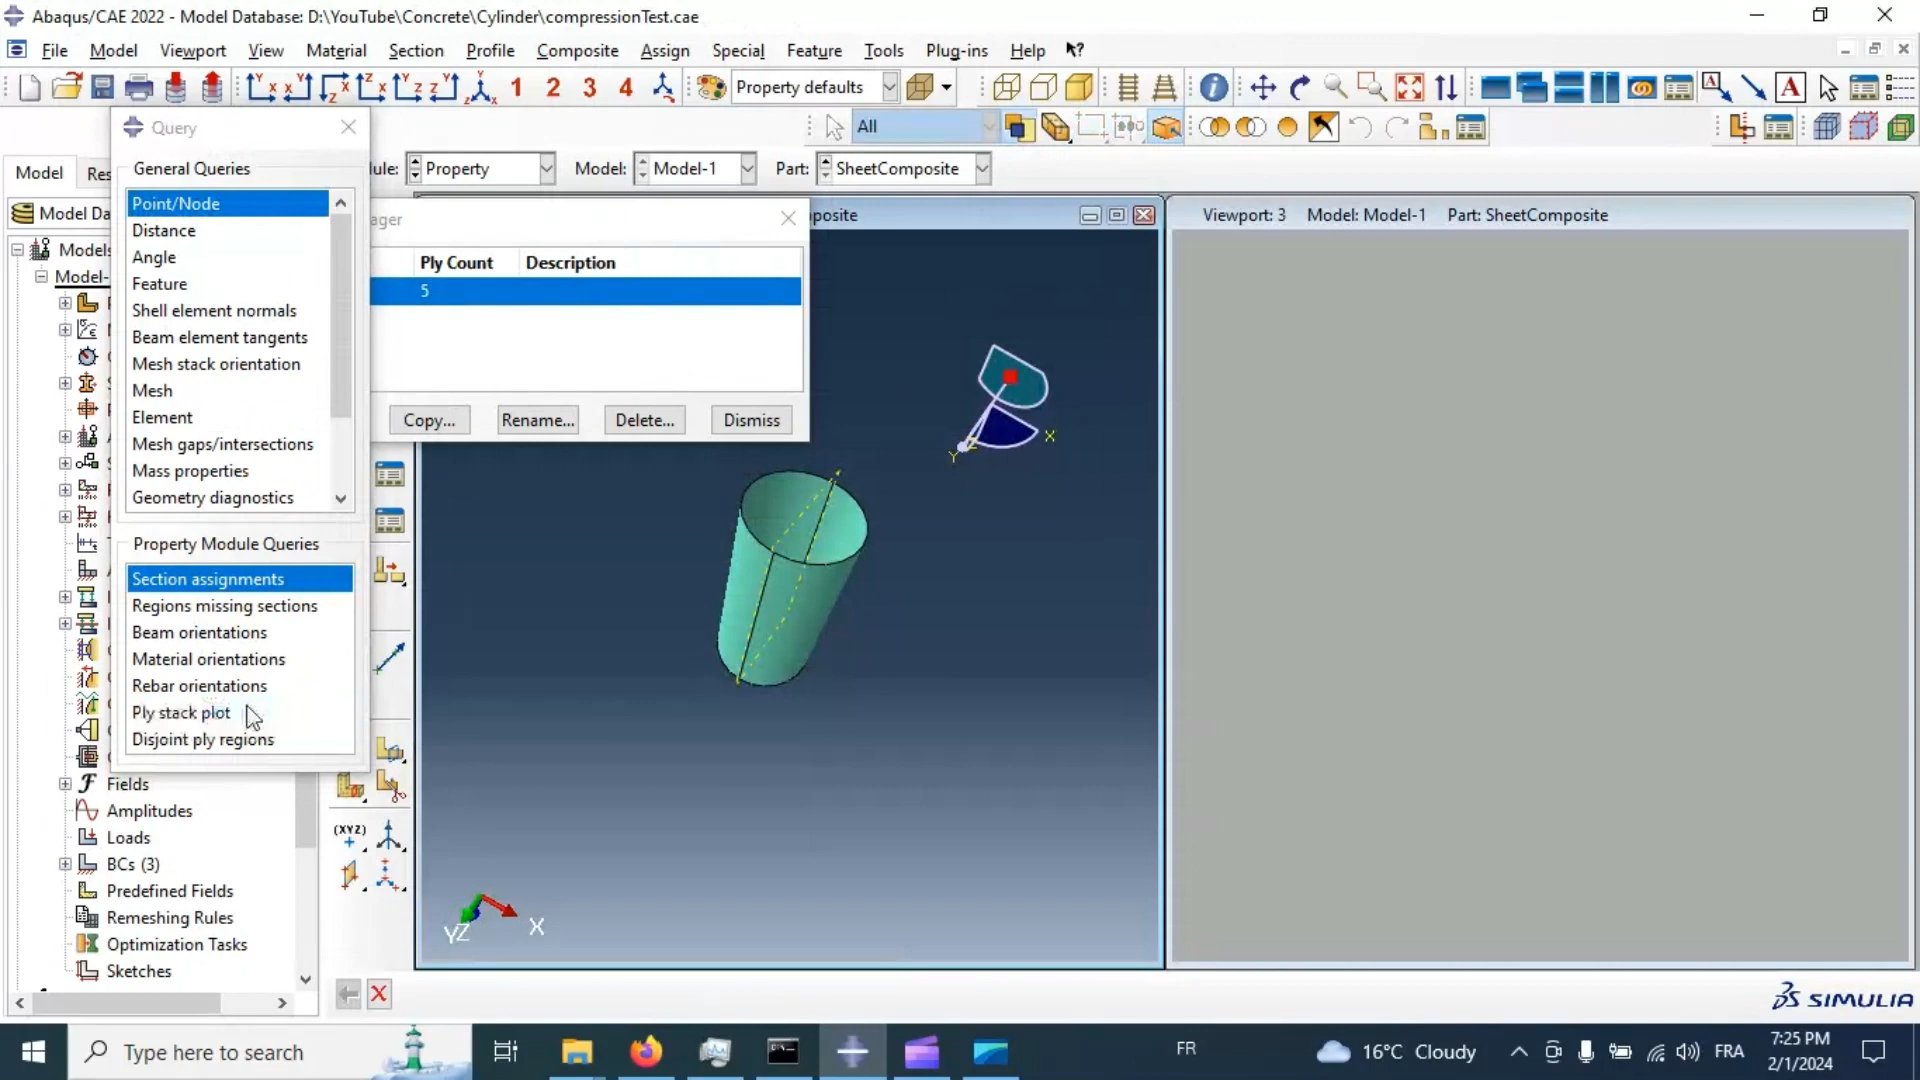 Abaqus/CAE 2022 - Model Database: D:\YouTube\Concrete\Cylinder\compressionTest.cae
File Model Viewport View Material Section Profile Composite Assign Special Feature Tools Plug-ins Help
1 2 3 4 Property defaults
All
Query
Model Res
Module: Property Model: Model-1 Part: SheetComposite
General Queries
Point/Node
Distance
Angle
Feature
Shell element normals
Beam element tangents
Mesh stack orientation
Mesh
Element
Mesh gaps/intersections
Mass properties
Geometry diagnostics
Property Module Queries
Section assignments
Regions missing sections
Beam orientations
Material orientations
Rebar orientations
Ply stack plot
Disjoint ply regions
Model Da
Models
Model-
Fields
Amplitudes
Loads
BCs (3)
Predefined Fields
Remeshing Rules
Optimization Tasks
Sketches
ager
Ply Count Description
5
Copy... Rename... Delete... Dismiss
posite
Viewport: 3 Model: Model-1 Part: SheetComposite
X
Y
Z
(XYZ)
YZ X
SIMULIA
Type here to search
FR
16°C Cloudy
FRA
7:25 PM
2/1/2024